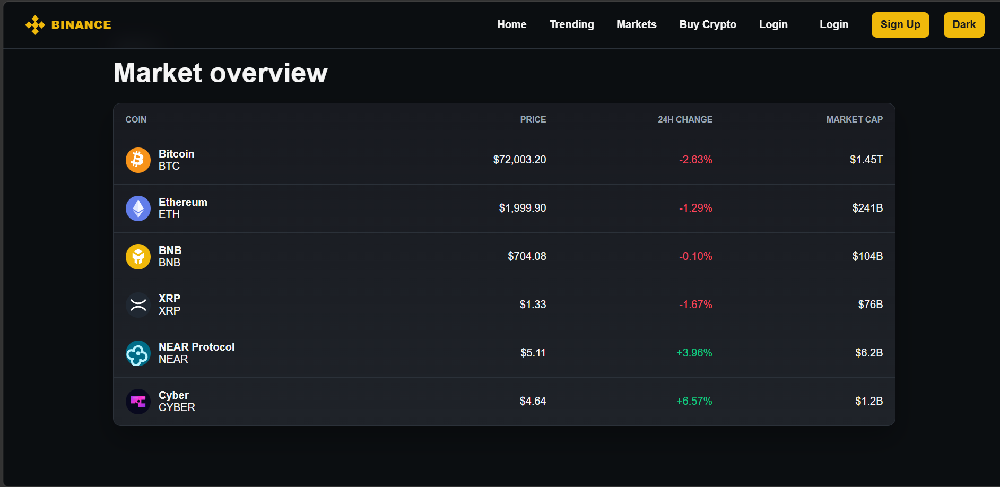 BINANCE Home Trending Markets Buy Crypto Login Login Sign Up Dark
Market overview
COIN PRICE 24H CHANGE MARKET CAP
Bitcoin
BTC $72,003.20 -2.63% $1.45T
Ethereum
ETH $1,999.90 -1.29% $241B
BNB
BNB $704.08 -0.10% $104B
XRP
XRP $1.33 -1.67% $76B
NEAR Protocol
NEAR $5.11 +3.96% $6.2B
Cyber
CYBER $4.64 +6.57% $1.2B